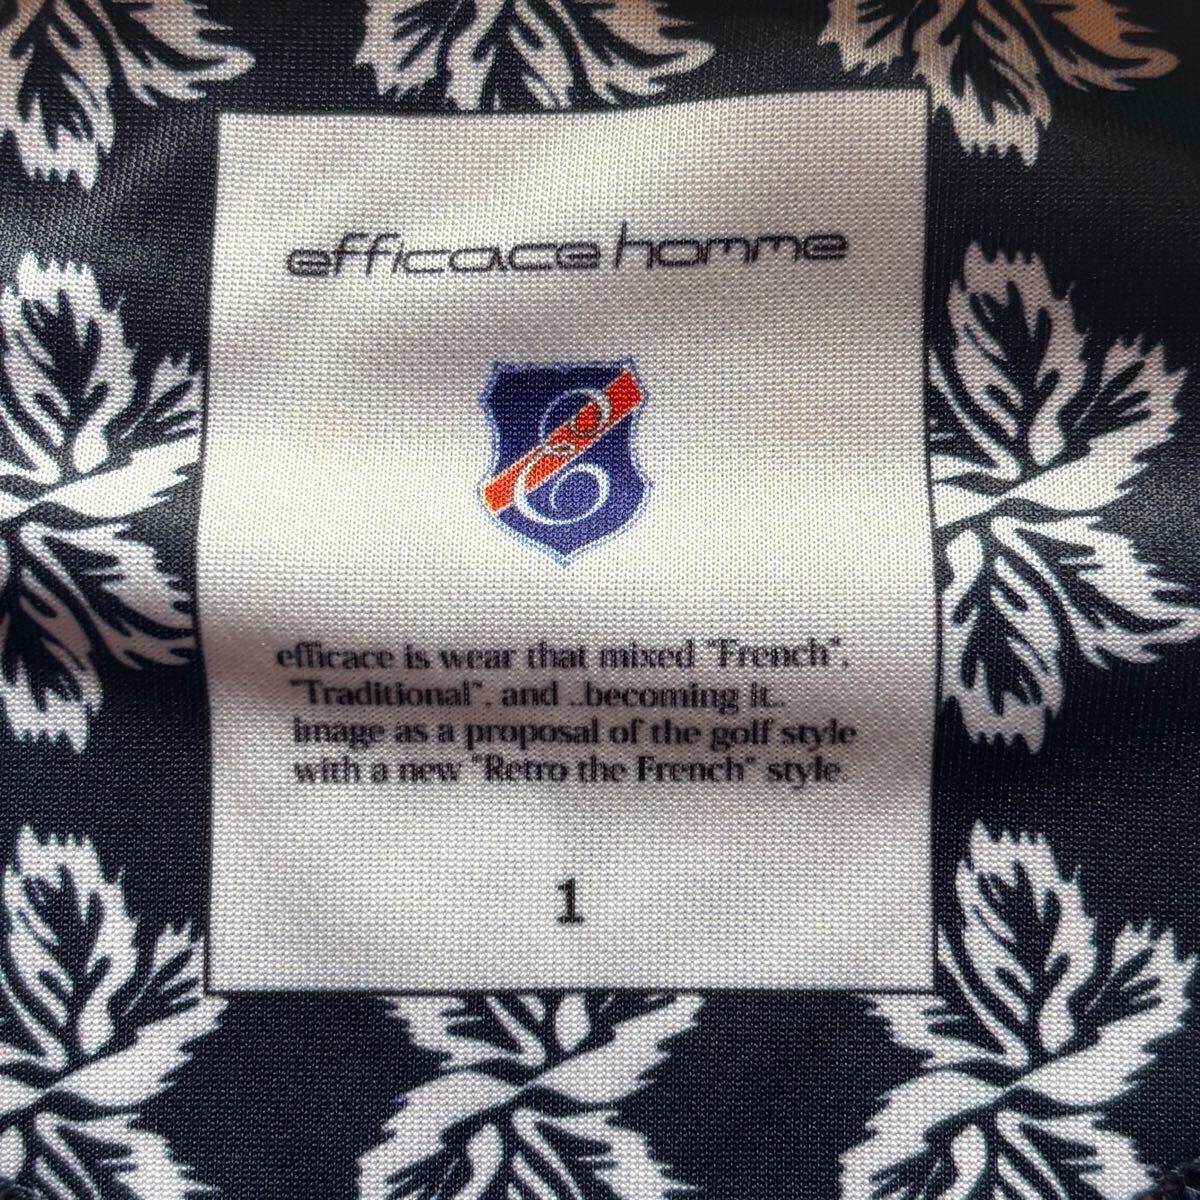 efficace homme
efficace is wear that mixed "French",
"Traditional", and ..becoming it..
image as a proposal of the golf style
with a new "Retro the French" style.
1